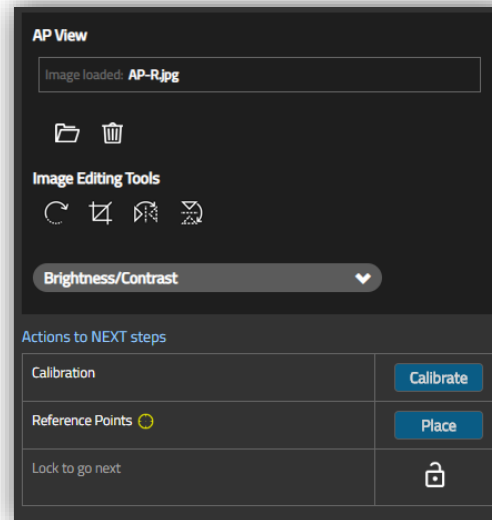 AP View
Image loaded: AP-R.jpg
Image Editing Tools
Brightness/Contrast
Actions to NEXT steps
Calibration
Calibrate
Reference Points
Place
Lock to go next